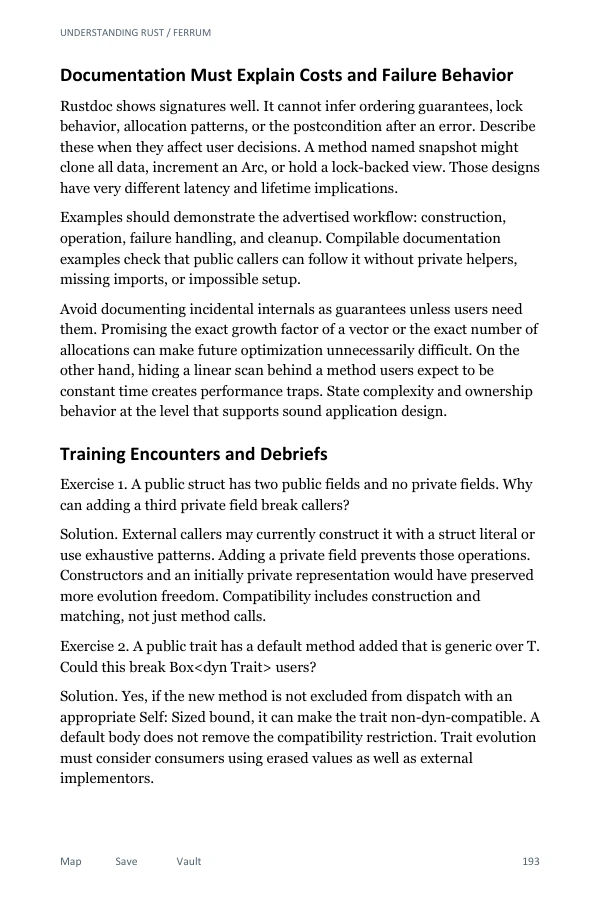 UNDERSTANDING RUST / FERRUM
Documentation Must Explain Costs and Failure Behavior
Rustdoc shows signatures well. It cannot infer ordering guarantees, lock
behavior, allocation patterns, or the postcondition after an error. Describe
these when they affect user decisions. A method named snapshot might
clone all data, increment an Arc, or hold a lock-backed view. Those designs
have very different latency and lifetime implications.
Examples should demonstrate the advertised workflow: construction,
operation, failure handling, and cleanup. Compilable documentation
examples check that public callers can follow it without private helpers,
missing imports, or impossible setup.
Avoid documenting incidental internals as guarantees unless users need
them. Promising the exact growth factor of a vector or the exact number of
allocations can make future optimization unnecessarily difficult. On the
other hand, hiding a linear scan behind a method users expect to be
constant time creates performance traps. State complexity and ownership
behavior at the level that supports sound application design.
Training Encounters and Debriefs
Exercise 1. A public struct has two public fields and no private fields. Why
can adding a third private field break callers?
Solution. External callers may currently construct it with a struct literal or
use exhaustive patterns. Adding a private field prevents those operations.
Constructors and an initially private representation would have preserved
more evolution freedom. Compatibility includes construction and
matching, not just method calls.
Exercise 2. A public trait has a default method added that is generic over T.
Could this break Box<dyn Trait> users?
Solution. Yes, if the new method is not excluded from dispatch with an
appropriate Self: Sized bound, it can make the trait non-dyn-compatible. A
default body does not remove the compatibility restriction. Trait evolution
must consider consumers using erased values as well as external
implementors.
Map Save Vault 193